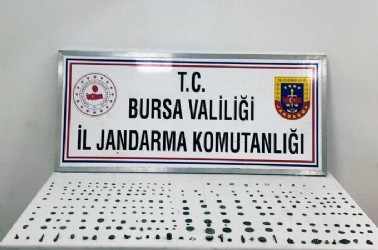 T.C.
BURSA VALİLİĞİ
İL JANDARMA KOMUTANLIĞI